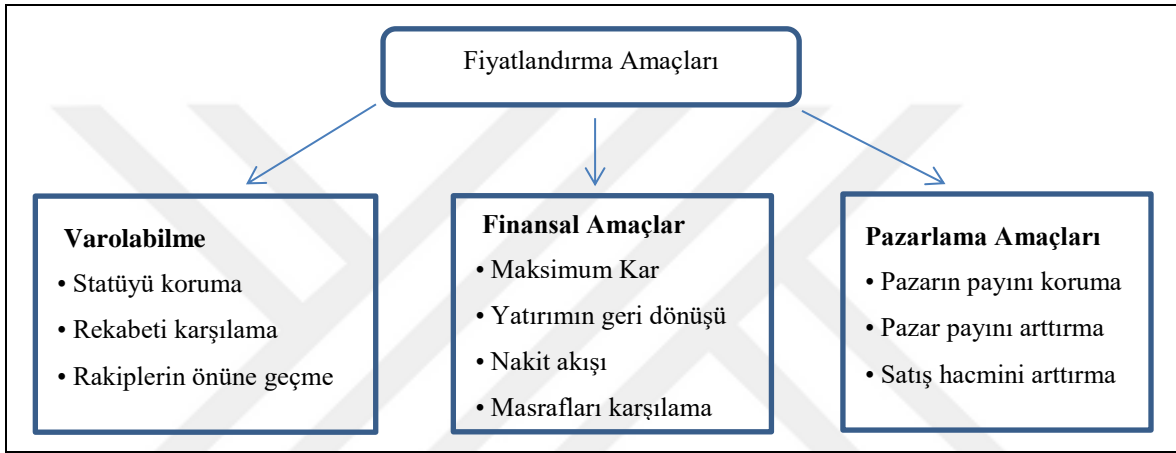 Fiyatlandırma Amaçları
Varolabilme
• Statüyü koruma
• Rekabeti karşılama
• Rakiplerin önüne geçme
Finansal Amaçlar
• Maksimum Kar
• Yatırımın geri dönüşü
• Nakit akışı
• Masrafları karşılama
Pazarlama Amaçları
• Pazarın payını koruma
• Pazar payını arttırma
• Satış hacmini arttırma